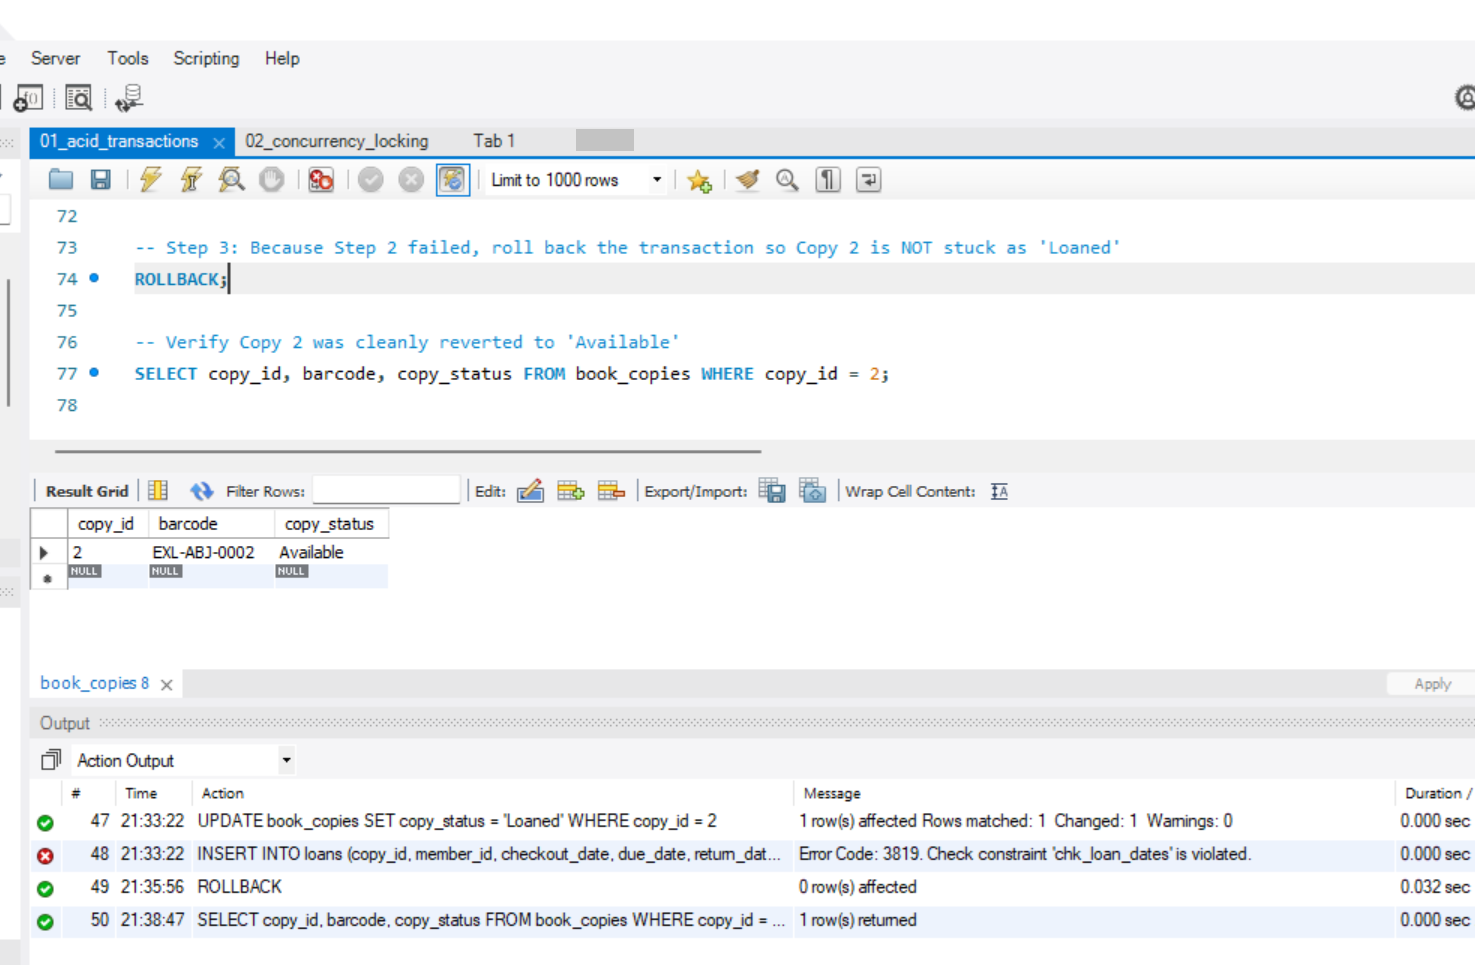 e Server Tools Scripting Help
01_acid_transactions 02_concurrency_locking Tab 1
Limit to 1000 rows
72
73 -- Step 3: Because Step 2 failed, roll back the transaction so Copy 2 is NOT stuck as 'Loaned'
74 ROLLBACK;
75
76 -- Verify Copy 2 was cleanly reverted to 'Available'
77 SELECT copy_id, barcode, copy_status FROM book_copies WHERE copy_id = 2;
78
Result Grid Filter Rows: Edit: Export/Import: Wrap Cell Content: IA
copy_id barcode copy_status
2 EXL-ABJ-0002 Available
NULL NULL NULL
book_copies 8 Apply
Output
Action Output
# Time Action Message Duration /
47 21:33:22 UPDATE book_copies SET copy_status = 'Loaned' WHERE copy_id = 2 1 row(s) affected Rows matched: 1 Changed: 1 Warnings: 0 0.000 sec
48 21:33:22 INSERT INTO loans (copy_id, member_id, checkout_date, due_date, return_dat... Error Code: 3819. Check constraint 'chk_loan_dates' is violated. 0.000 sec
49 21:35:56 ROLLBACK 0 row(s) affected 0.032 sec
50 21:38:47 SELECT copy_id, barcode, copy_status FROM book_copies WHERE copy_id = ... 1 row(s) returned 0.000 sec